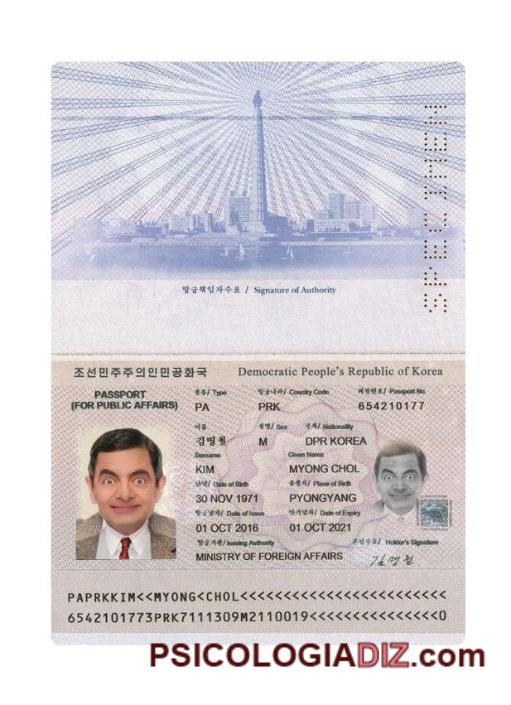 SPECIMEN
발급책임자수표 / Signature of Authority
조선민주주의인민공화국 Democratic People's Republic of Korea
PASSPORT
(FOR PUBLIC AFFAIRS)
종류/ Type 발급나라/ Country Code 려권번호/ Passport No
PA PRK 654210177
이름 성별/ Sex 국적/ Nationality
김명철 M DPR KOREA
Surname Given Name
KIM MYONG CHOL
난날/ Date of Birth 출생지/ Place of Birth
30 NOV 1971 PYONGYANG
발급날자/ Date of Issue 만기날자/ Date of Expiry
01 OCT 2016 01 OCT 2021
발급기관/ Issuing Authority 본인수표/ Holder's Signature
MINISTRY OF FOREIGN AFFAIRS
PAPRKKIM<<MYONG<CHOL<<<<<<<<<<<<<<<<<<<<<<<<
6542101773PRK7111309M2110019<<<<<<<<<<<<<<<0
PSICOLOGIADIZ.com